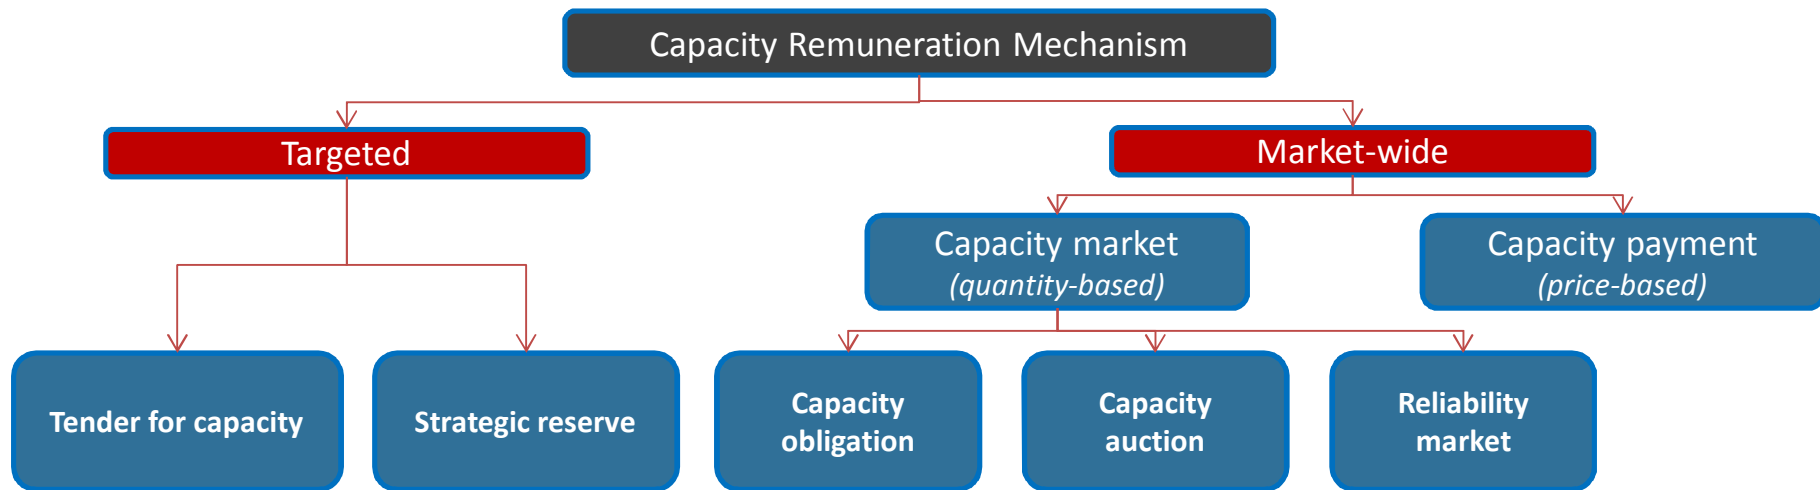 Capacity Remuneration Mechanism
Targeted
Market-wide
Capacity market
(quantity-based)
Capacity payment
(price-based)
Tender for capacity
Strategic reserve
Capacity
obligation
Capacity
auction
Reliability
market